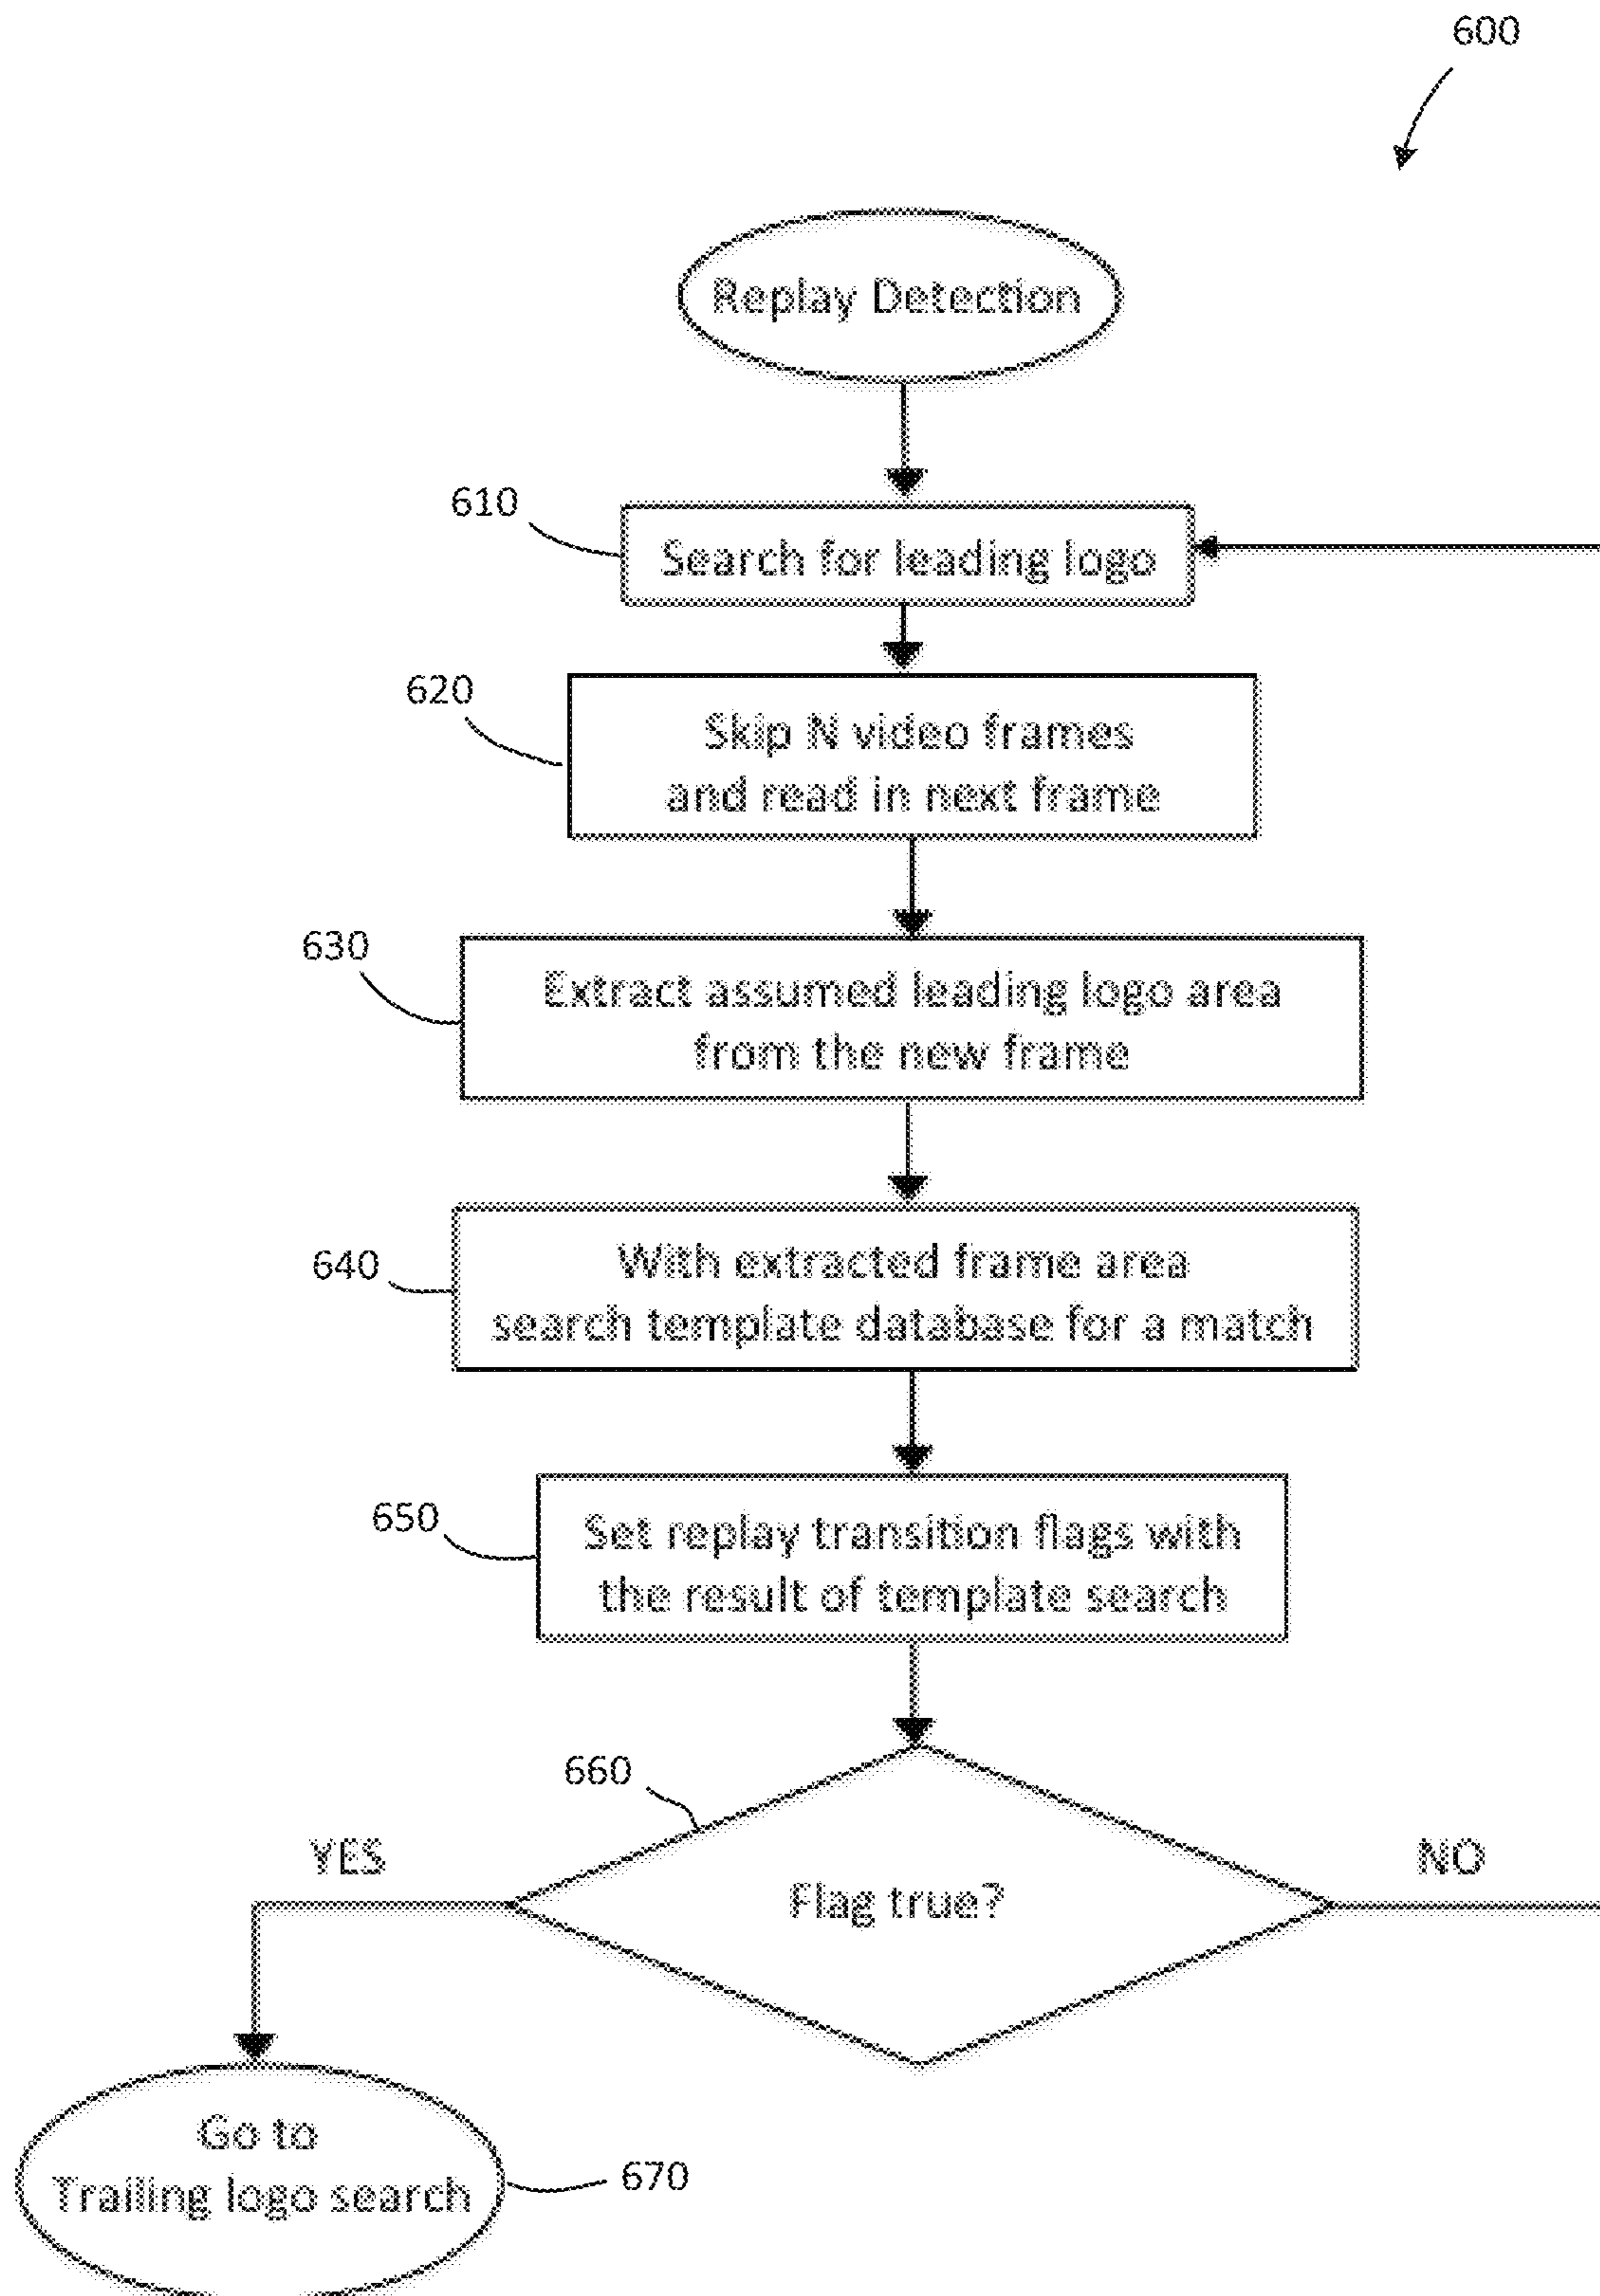 600
Replay Detection
610
Search for leading logo
620
Skip N video frames
and read in next frame
630
Extract assumed leading logo area
from the new frame
640
With extracted frame area
search template database for a match
650
Set replay transition flags with
the result of template search
660
YES
Flag true?
NO
Go to
Trailing logo search
670